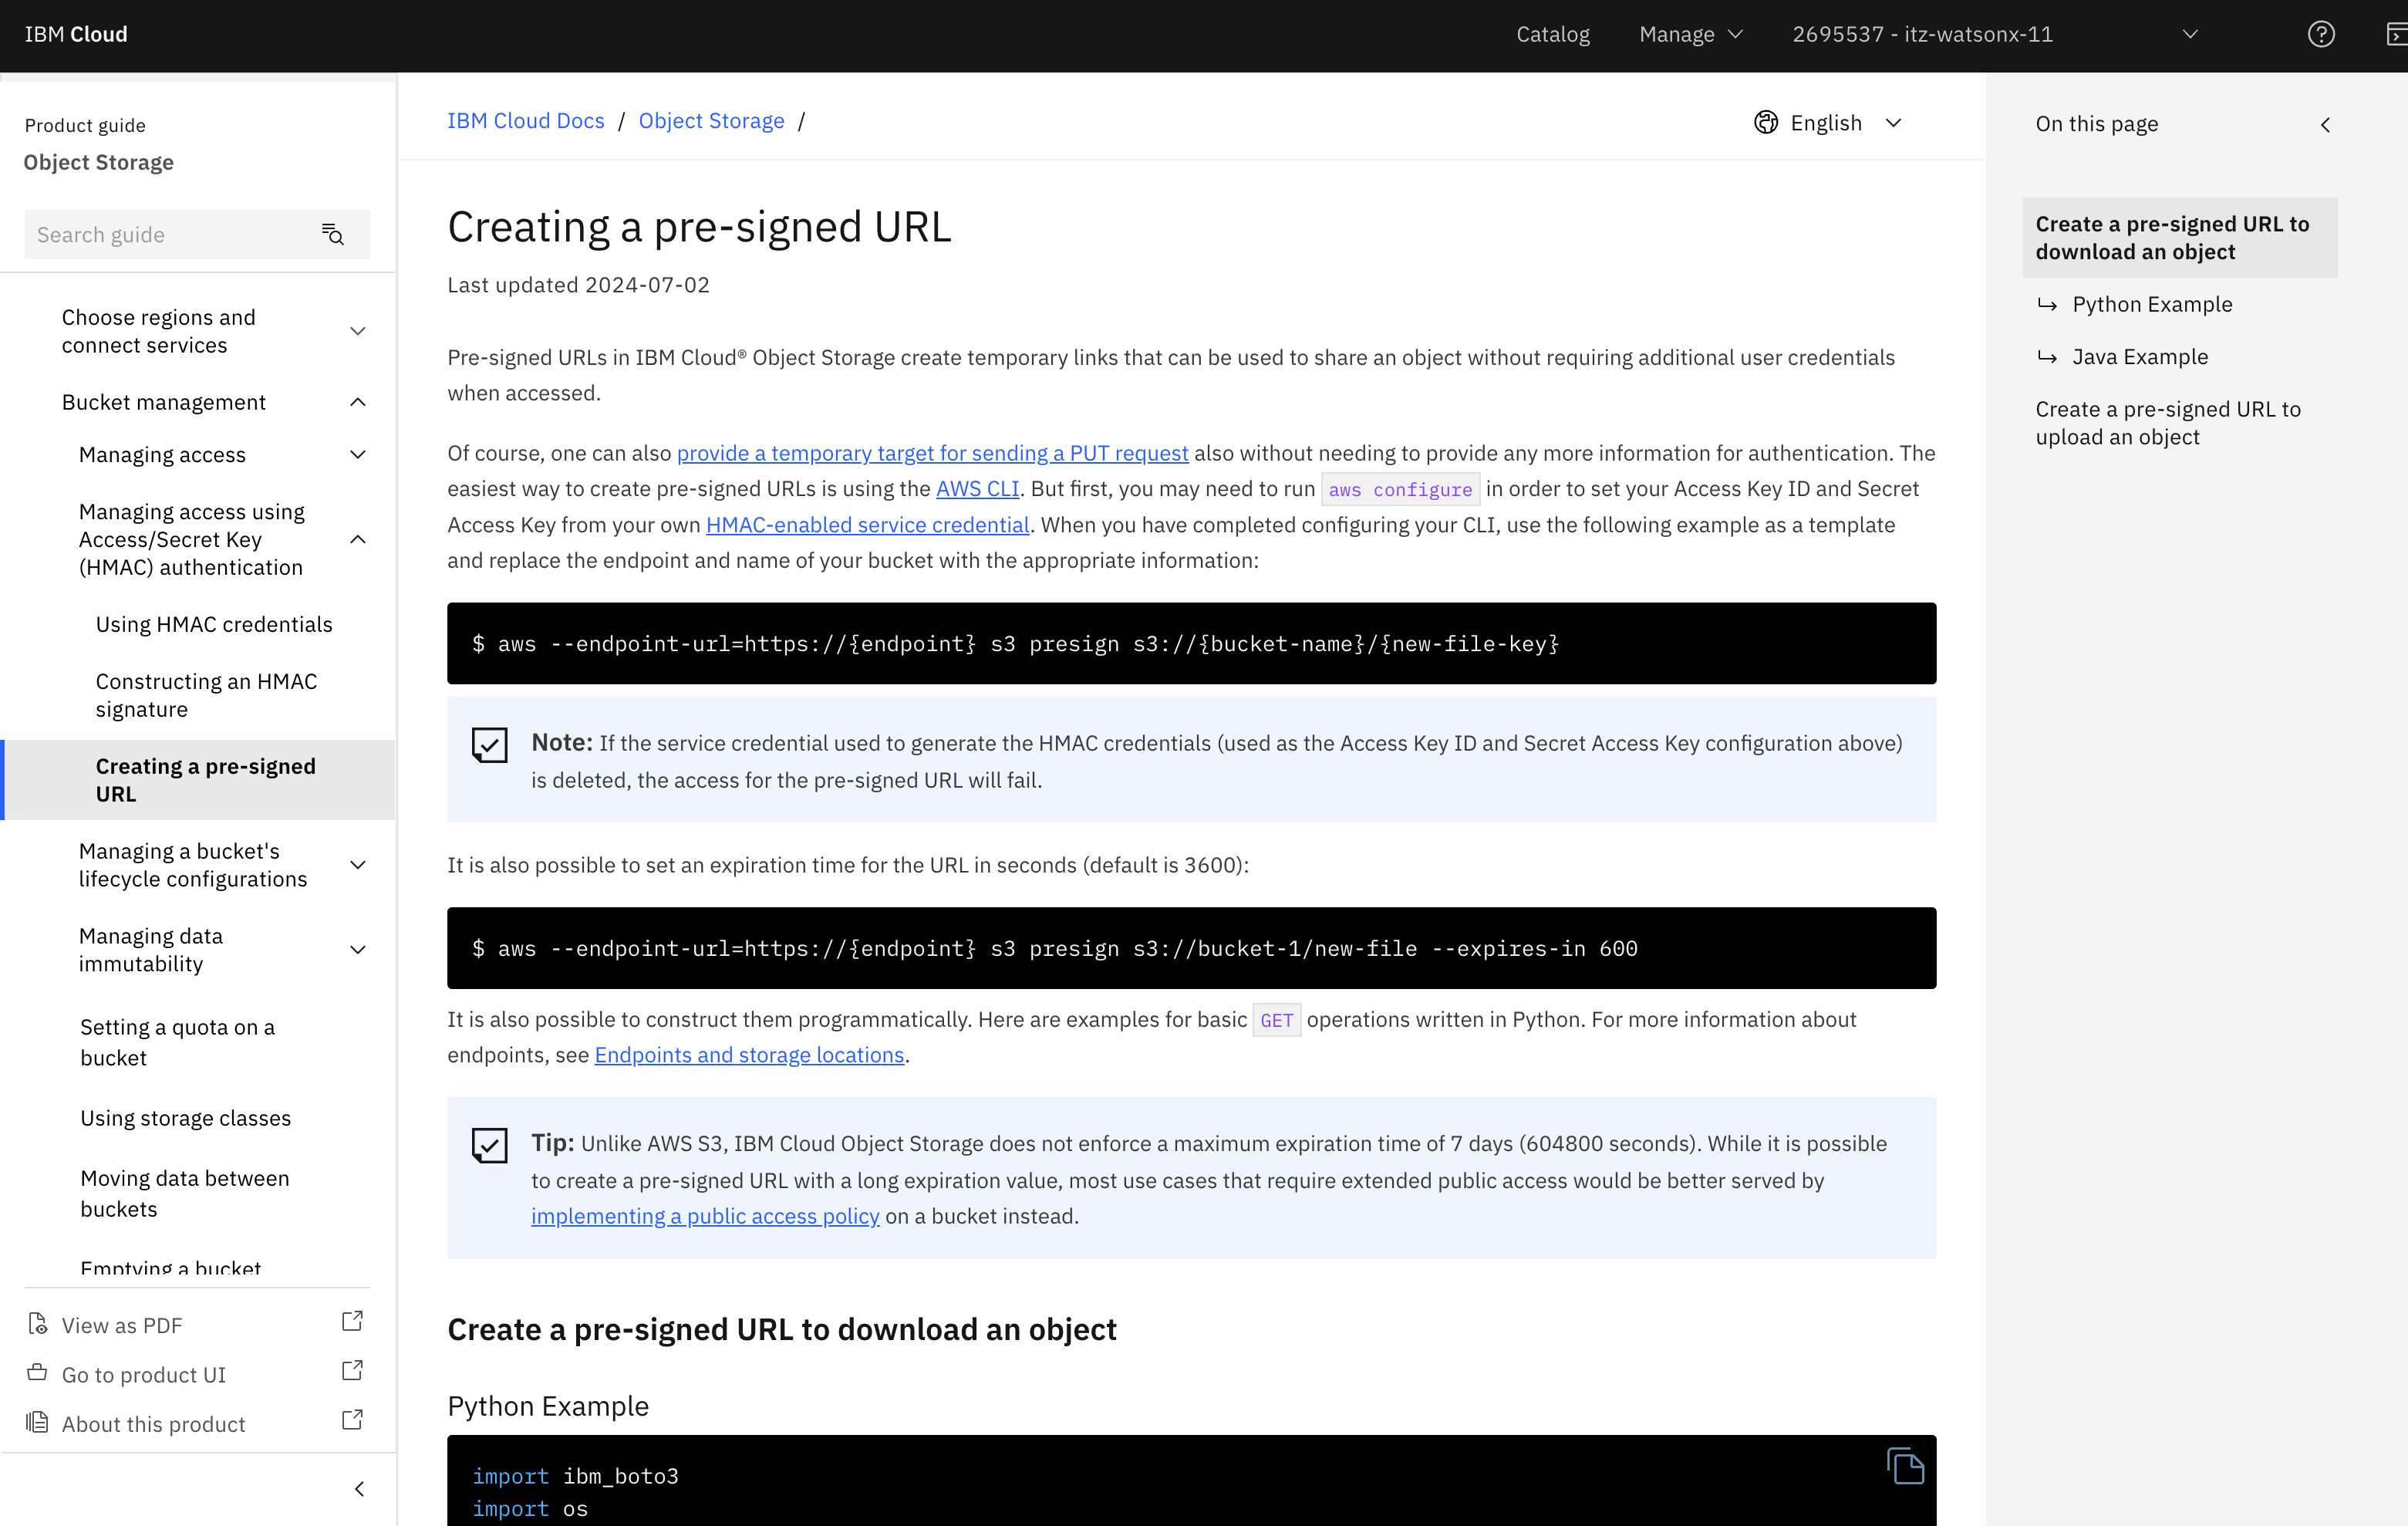 IBM Cloud
Catalog
Manage
2695537 - itz-watsonx-11
Product guide
Object Storage
Search guide
Choose regions and
connect services
Bucket management
Managing access
Managing access using
Access/Secret Key
(HMAC) authentication
Using HMAC credentials
Constructing an HMAC
signature
Creating a pre-signed
URL
Managing a bucket's
lifecycle configurations
Managing data
immutability
Setting a quota on a
bucket
Using storage classes
Moving data between
buckets
Emptying a bucket
View as PDF
Go to product UI
About this product
IBM Cloud Docs / Object Storage /
English
Creating a pre-signed URL
Last updated 2024-07-02
Pre-signed URLs in IBM Cloud® Object Storage create temporary links that can be used to share an object without requiring additional user credentials
when accessed.
Of course, one can also provide a temporary target for sending a PUT request also without needing to provide any more information for authentication. The
easiest way to create pre-signed URLs is using the AWS CLI. But first, you may need to run aws configure in order to set your Access Key ID and Secret
Access Key from your own HMAC-enabled service credential. When you have completed configuring your CLI, use the following example as a template
and replace the endpoint and name of your bucket with the appropriate information:
$ aws --endpoint-url=https://{endpoint} s3 presign s3://{bucket-name}/{new-file-key}
Note: If the service credential used to generate the HMAC credentials (used as the Access Key ID and Secret Access Key configuration above)
is deleted, the access for the pre-signed URL will fail.
It is also possible to set an expiration time for the URL in seconds (default is 3600):
$ aws --endpoint-url=https://{endpoint} s3 presign s3://bucket-1/new-file --expires-in 600
It is also possible to construct them programmatically. Here are examples for basic GET operations written in Python. For more information about
endpoints, see Endpoints and storage locations.
Tip: Unlike AWS S3, IBM Cloud Object Storage does not enforce a maximum expiration time of 7 days (604800 seconds). While it is possible
to create a pre-signed URL with a long expiration value, most use cases that require extended public access would be better served by
implementing a public access policy on a bucket instead.
Create a pre-signed URL to download an object
Python Example
import ibm_boto3
import os
On this page
Create a pre-signed URL to
download an object
Python Example
Java Example
Create a pre-signed URL to
upload an object